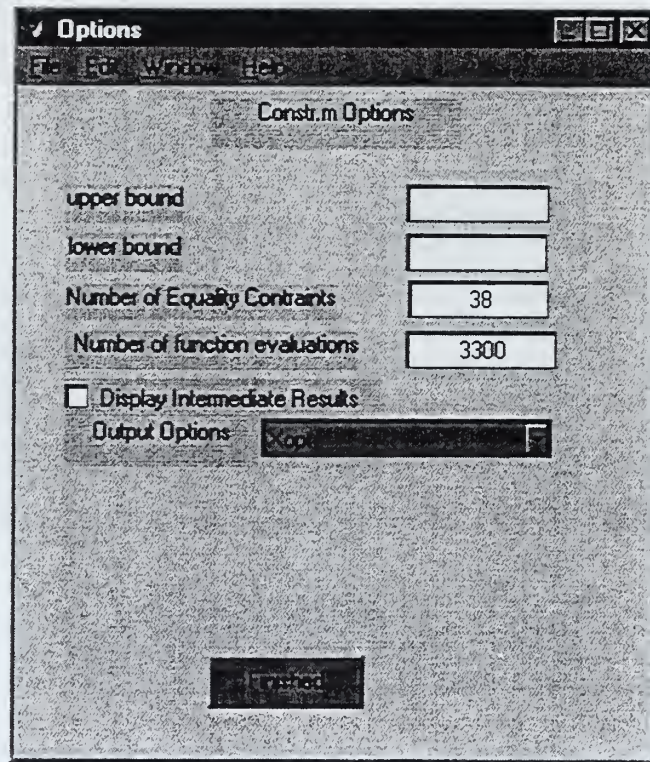 Options
File Edit Window Help
Constr.m Options
upper bound
lower bound
Number of Equality Contraints
38
Number of function evaluations
3300
Display Intermediate Results
Output Options
Xopt
Finished